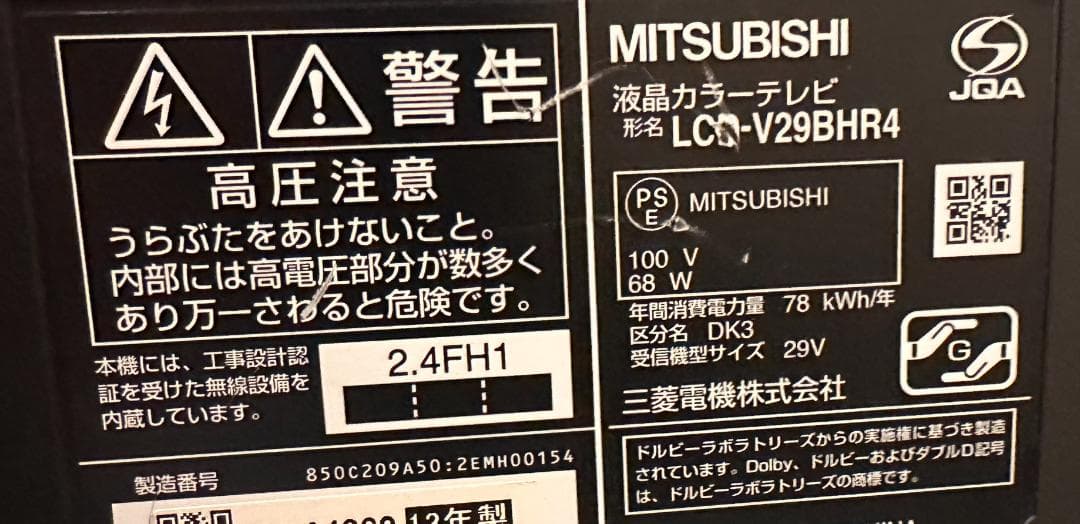 警告
高圧注意
うらぶたをあけないこと。
内部には高電圧部分が数多く
あり万一さわると危険です。
本機には、工事設計認
証を受けた無線設備を
内蔵しています。
2.4FH1
製造番号
850C209A50:2EMH00154
12年製
MITSUBISHI
液晶カラーテレビ
形名 LCD-V29BHR4
JQA
PS
E
MITSUBISHI
100 V
68 W
年間消費電力量 78 kWh/年
区分名 DK3
受信機型サイズ 29V
G
三菱電機株式会社
ドルビーラボラトリーズからの実施権に基づき製造
されています。Dolby、ドルビーおよびダブルD記号
は、ドルビーラボラトリーズの商標です。